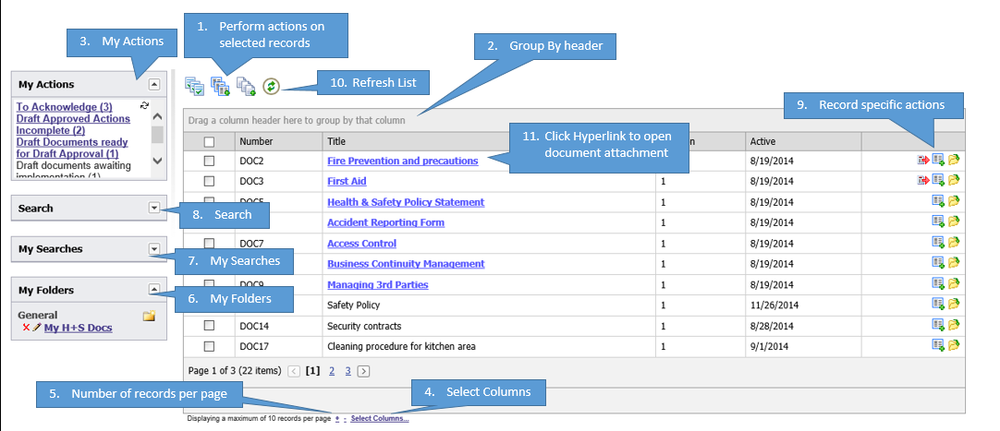 1. Perform actions on
selected records
3. My Actions
2. Group By header
10. Refresh List
9. Record specific actions
My Actions
To Acknowledge (3)
Draft Approved Actions
Incomplete (2)
Draft Documents ready
for Draft Approval (1)
Draft documents awaiting
implementation (1)
Search
8. Search
My Searches
7. My Searches
My Folders
6. My Folders
General
My H+S Docs
Drag a column header here to group by that column
11. Click Hyperlink to open
document attachment
Number Title Active
DOC2 Fire Prevention and precautions 8/19/2014
DOC3 First Aid 1 8/19/2014
DOC5 Health & Safety Policy Statement 1 8/19/2014
Accident Reporting Form 1 8/19/2014
DOC7 Access Control 1 8/19/2014
Business Continuity Management 1 8/19/2014
DOC9 Managing 3rd Parties 1 8/19/2014
Safety Policy 1 11/26/2014
DOC14 Security contracts 1 8/28/2014
DOC17 Cleaning procedure for kitchen area 1 9/1/2014
Page 1 of 3 (22 items) < [1] 2 3 >
5. Number of records per page
4. Select Columns
Displaying a maximum of 10 records per page + - Select Columns...